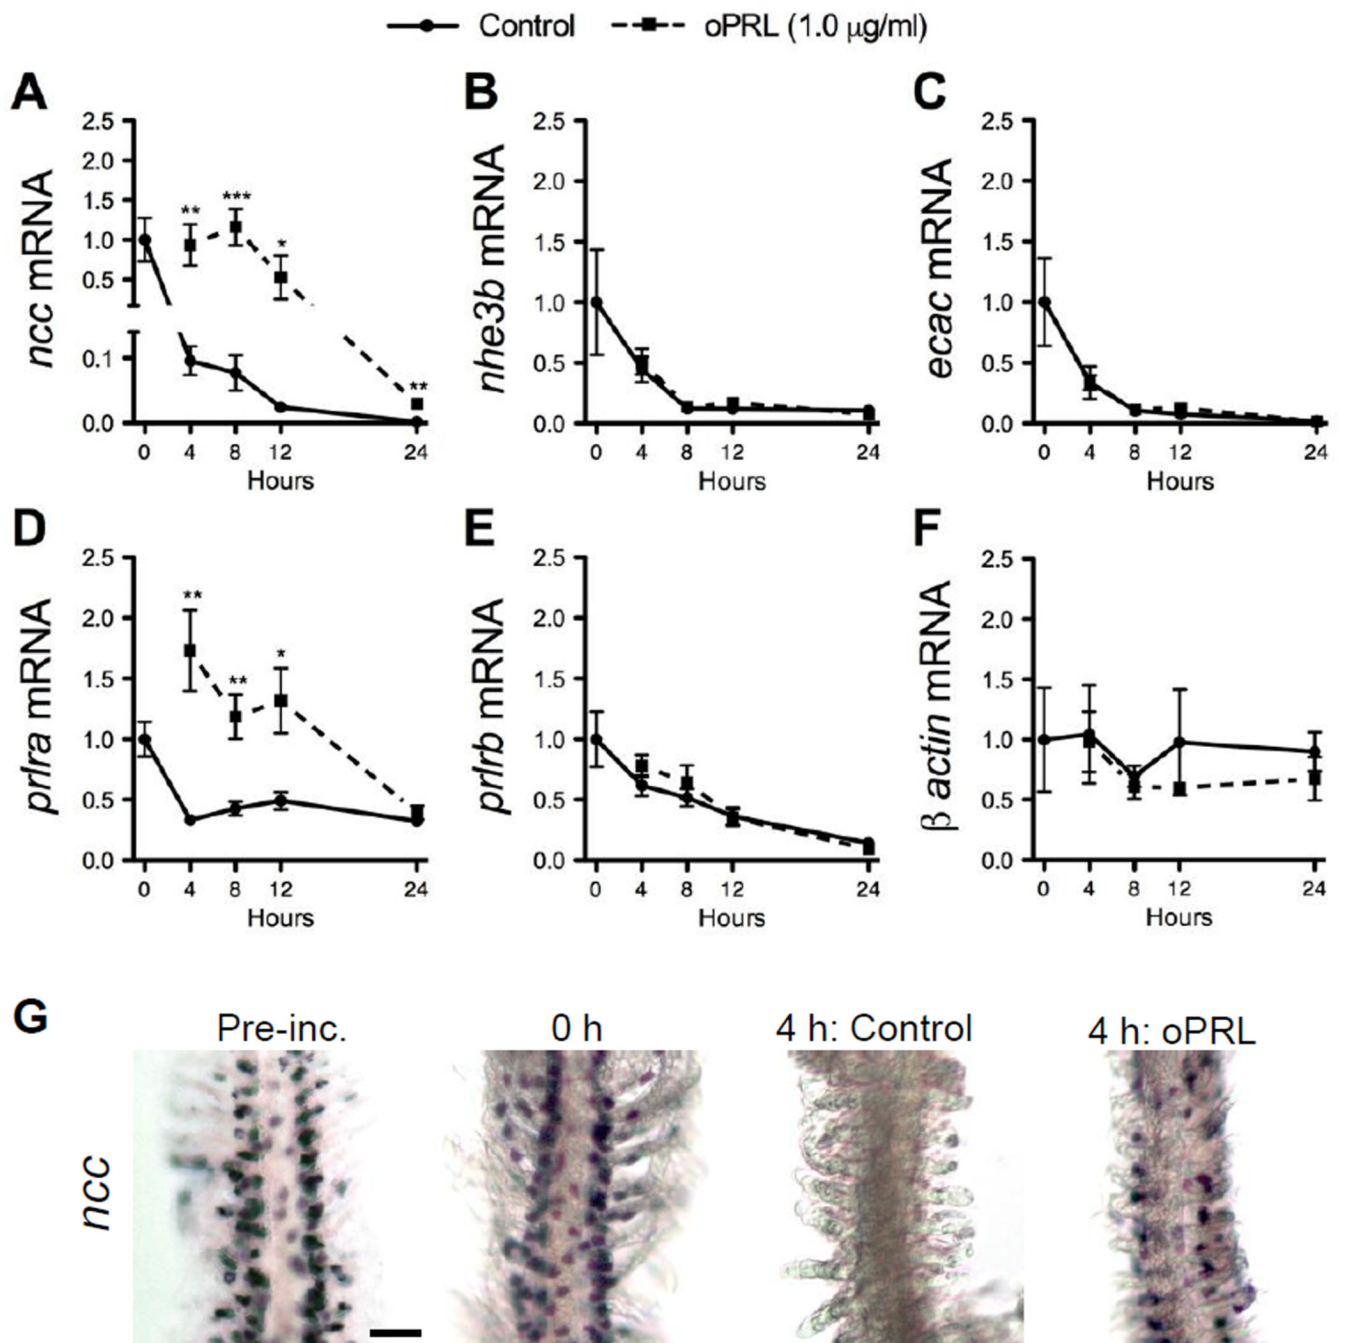 Control oPRL (1.0 µg/ml)
A B C
ncc mRNA
2.5
2.0
1.5
1.0
0.5
0.1
0.0
** *** * **
0 4 8 12 24
Hours
nhe3b mRNA
2.5
2.0
1.5
1.0
0.5
0.0
0 4 8 12 24
Hours
ecac mRNA
2.5
2.0
1.5
1.0
0.5
0.0
0 4 8 12 24
Hours
D E F
prlra mRNA
2.5
2.0
1.5
1.0
0.5
0.0
** ** *
0 4 8 12 24
Hours
prlrb mRNA
2.5
2.0
1.5
1.0
0.5
0.0
0 4 8 12 24
Hours
β actin mRNA
2.5
2.0
1.5
1.0
0.5
0.0
0 4 8 12 24
Hours
G
Pre-inc. 0 h 4 h: Control 4 h: oPRL
ncc